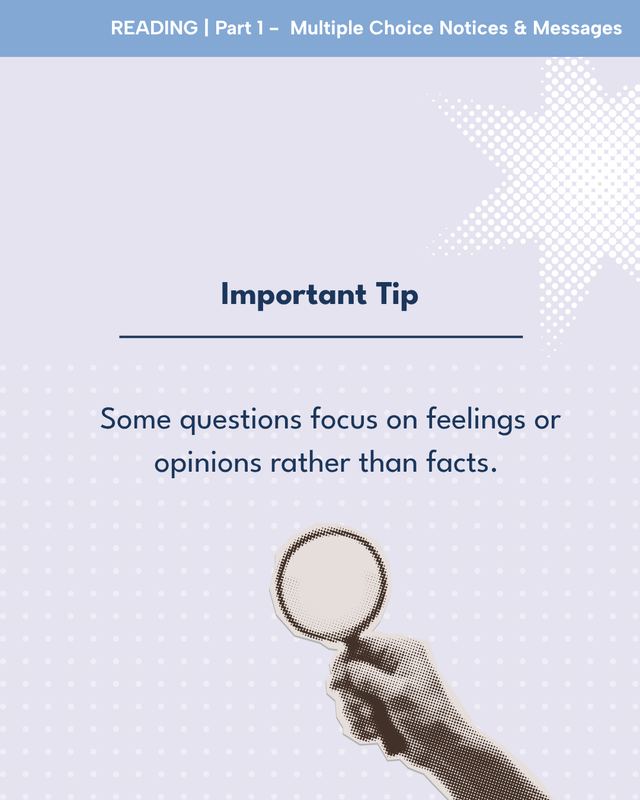 READING | Part 1 – Multiple Choice Notices & Messages
Important Tip
Some questions focus on feelings or
opinions rather than facts.